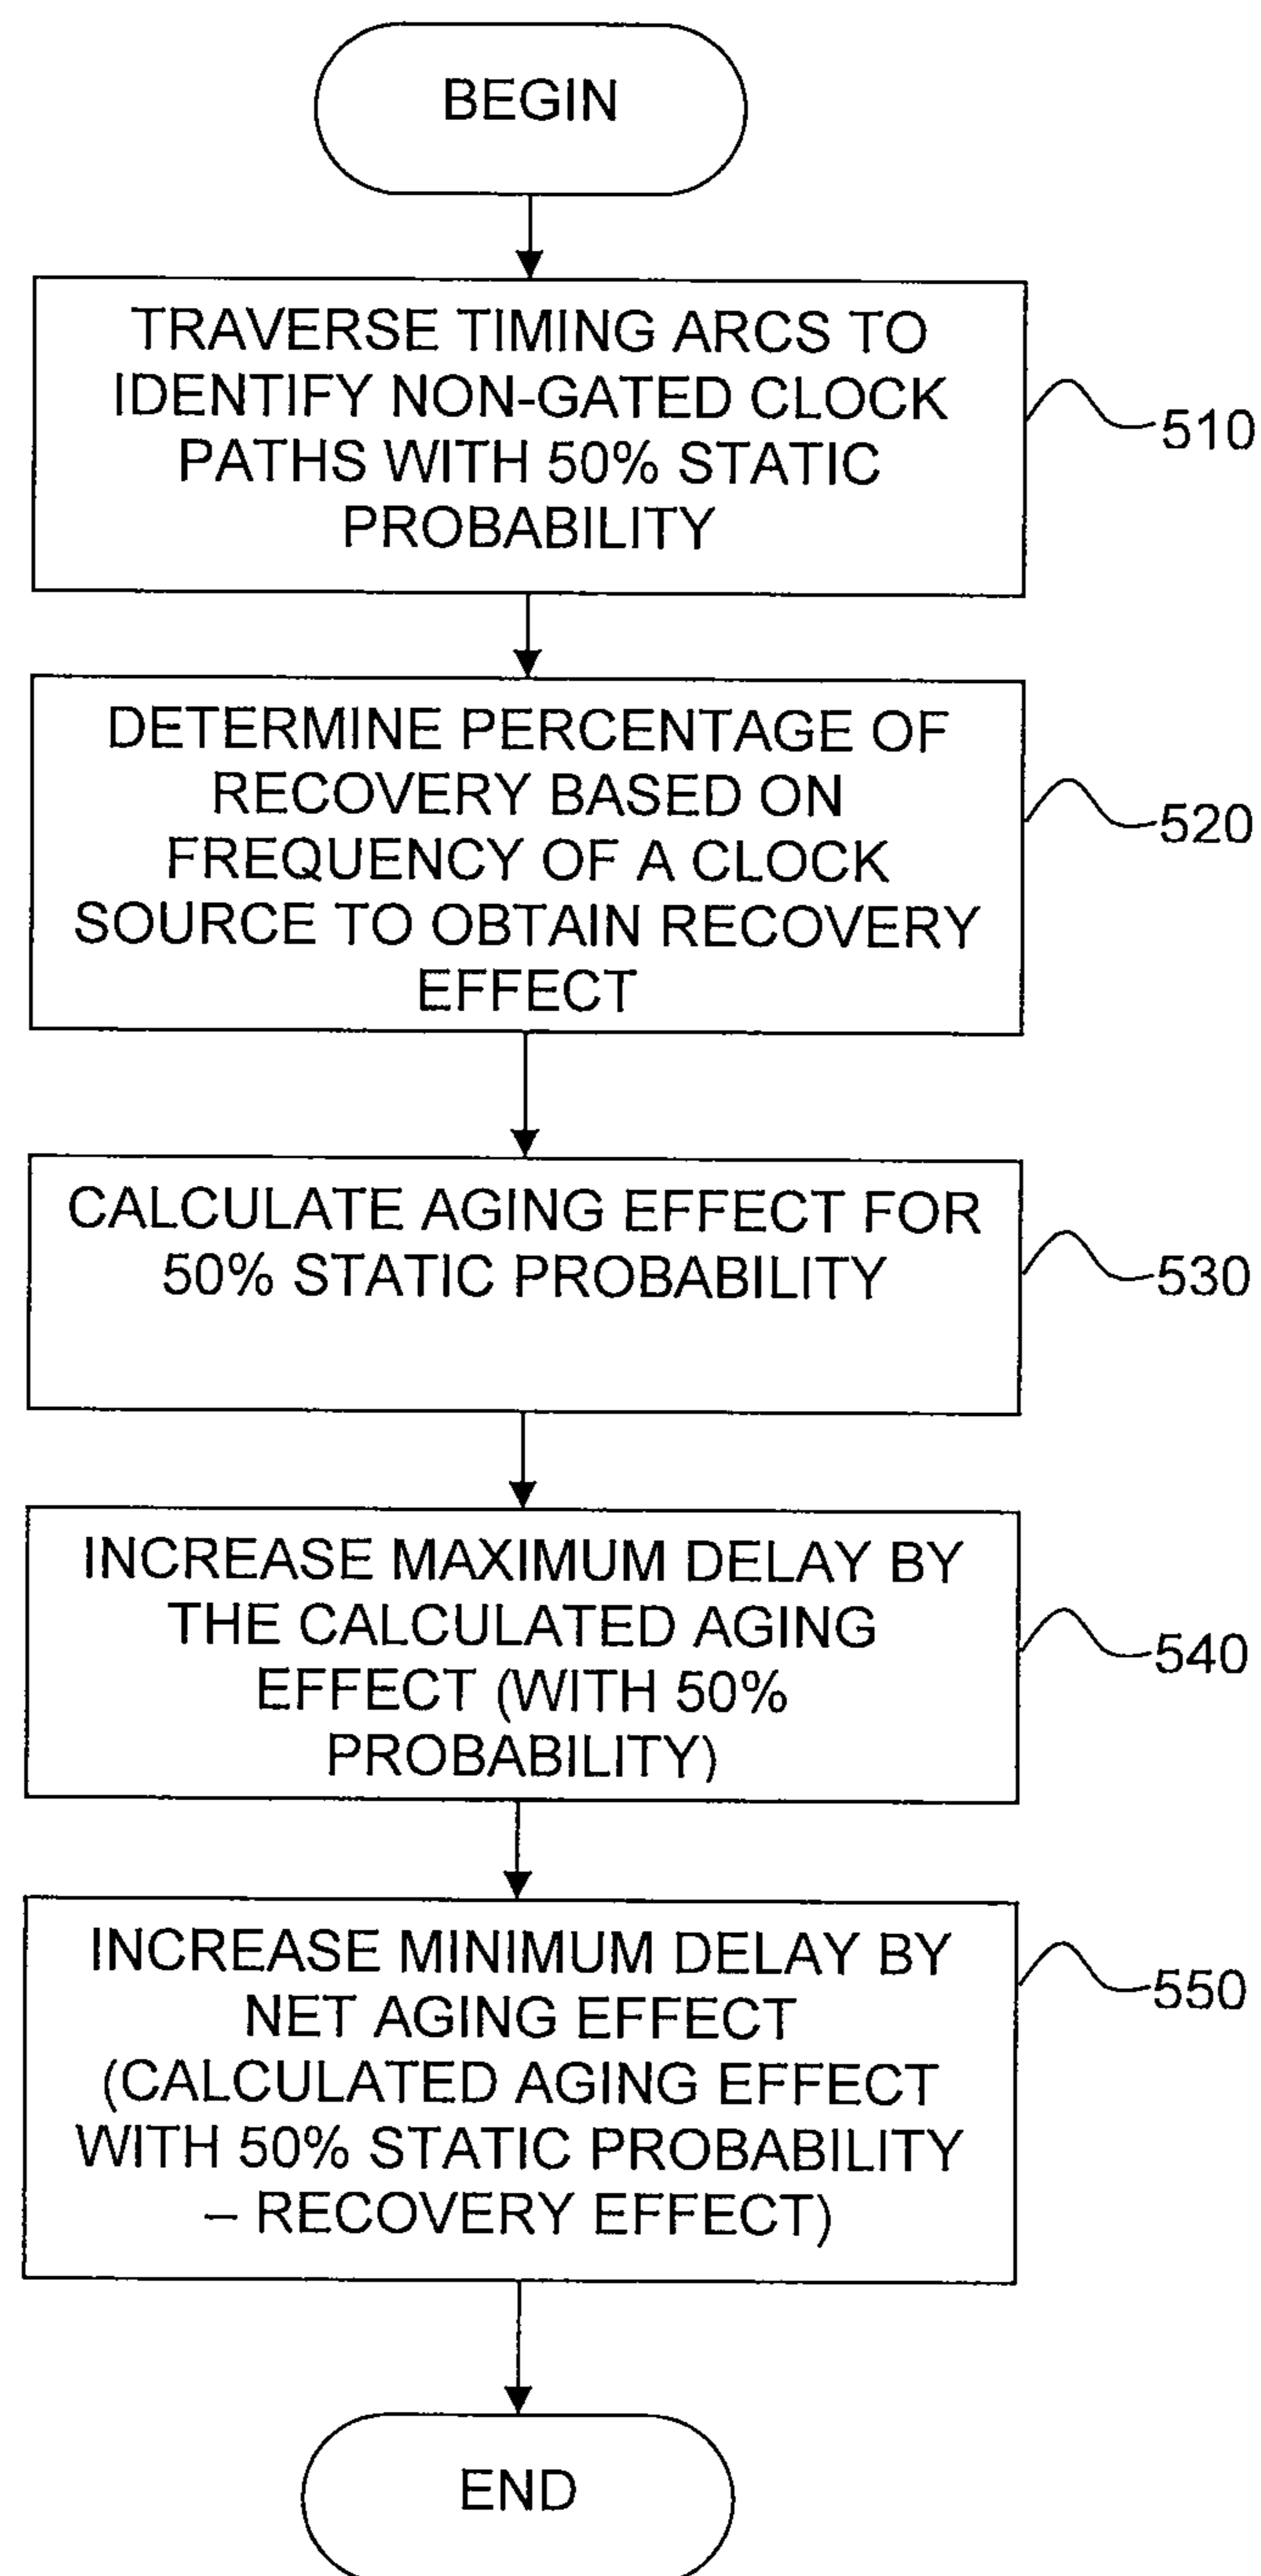 BEGIN
TRAVERSE TIMING ARCS TO
IDENTIFY NON-GATED CLOCK
PATHS WITH 50% STATIC
PROBABILITY
510
DETERMINE PERCENTAGE OF
RECOVERY BASED ON
FREQUENCY OF A CLOCK
SOURCE TO OBTAIN RECOVERY
EFFECT
520
CALCULATE AGING EFFECT FOR
50% STATIC PROBABILITY
530
INCREASE MAXIMUM DELAY BY
THE CALCULATED AGING
EFFECT (WITH 50%
PROBABILITY)
540
INCREASE MINIMUM DELAY BY
NET AGING EFFECT
(CALCULATED AGING EFFECT
WITH 50% STATIC PROBABILITY
– RECOVERY EFFECT)
550
END